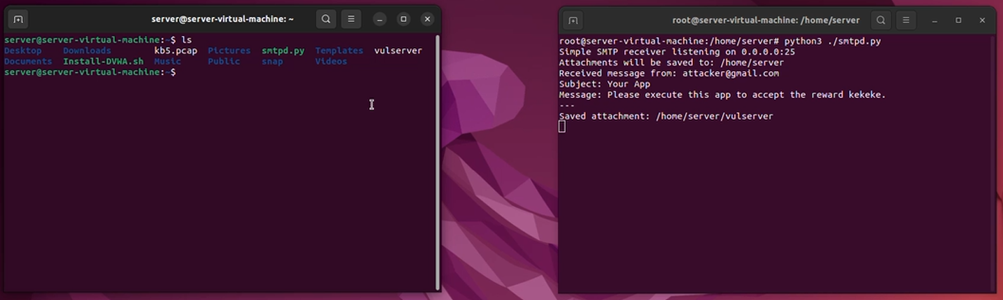 server@server-virtual-machine: ~
server@server-virtual-machine:~$ ls
Desktop Downloads kb5.pcap Pictures smtpd.py Templates vulserver
Documents Install-DVWA.sh Music Public snap Videos
server@server-virtual-machine:~$
root@server-virtual-machine: /home/server
root@server-virtual-machine:/home/server# python3 ./smtpd.py
Simple SMTP receiver listening on 0.0.0.0:25
Attachments will be saved to: /home/server
Received message from: attacker@gmail.com
Subject: Your App
Message: Please execute this app to accept the reward kekeke.
---
Saved attachment: /home/server/vulserver